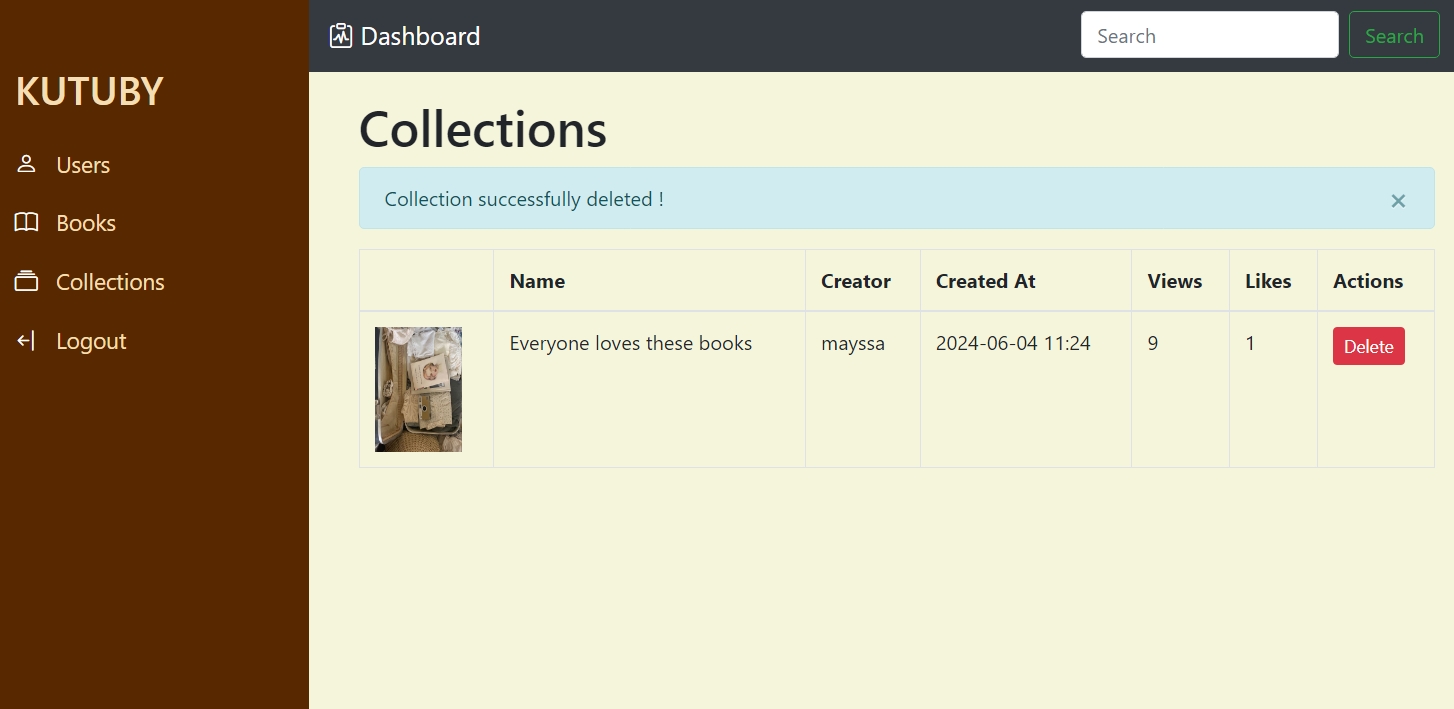 Dashboard
Search
Search
KUTUBY
Users
Books
Collections
Logout
Collections
Collection successfully deleted !
×
Name Creator Created At Views Likes Actions
Everyone loves these books mayssa 2024-06-04 11:24 9 1 Delete